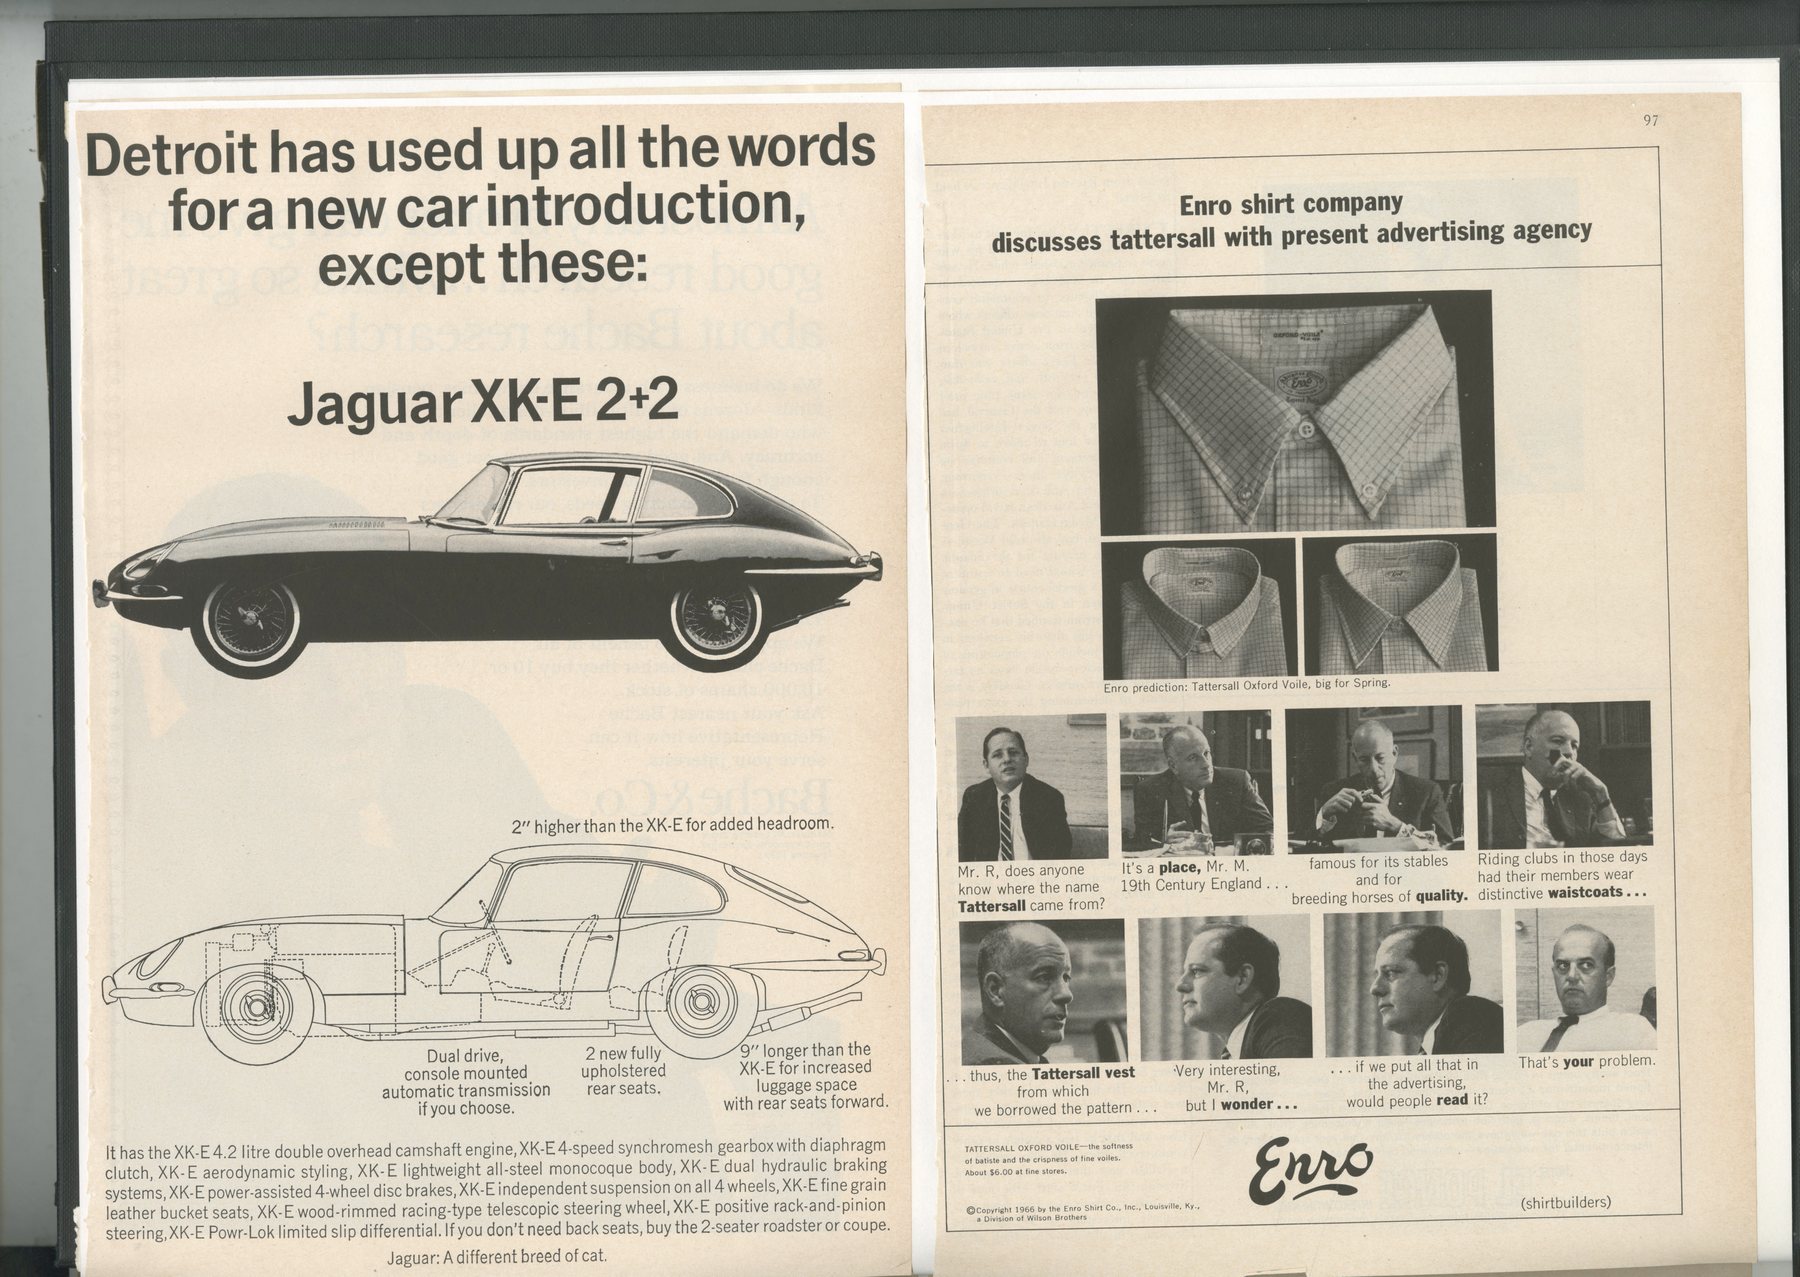 Detroit has used up all the words
for a new car introduction,
except these:
Jaguar XK-E 2+2
2" higher than the XK-E for added headroom.
Dual drive,
console mounted
automatic transmission
if you choose.
2 new fully
upholstered
rear seats.
9" longer than the
XK-E for increased
luggage space
with rear seats forward.
It has the XK-E 4.2 litre double overhead camshaft engine, XK-E 4-speed synchromesh gearbox with diaphragm
clutch, XK-E aerodynamic styling, XK-E lightweight all-steel monocoque body, XK-E dual hydraulic braking
systems, XK-E power-assisted 4-wheel disc brakes, XK-E independent suspension on all 4 wheels, XK-E fine grain
leather bucket seats, XK-E wood-rimmed racing-type telescopic steering wheel, XK-E positive rack-and-pinion
steering, XK-E Powr-Lok limited slip differential. If you don't need back seats, buy the 2-seater roadster or coupe.
Jaguar: A different breed of cat.
97
Enro shirt company
discusses tattersall with present advertising agency
OXFORD-VOILE
Enro
Enro prediction: Tattersall Oxford Voile, big for Spring.
Mr. R, does anyone
know where the name
Tattersall came from?
It's a place, Mr. M.
19th Century England . . .
famous for its stables
and for
breeding horses of quality.
Riding clubs in those days
had their members wear
distinctive waistcoats . . .
. . . thus, the Tattersall vest
from which
we borrowed the pattern . . .
Very interesting,
Mr. R,
but I wonder . . .
. . . if we put all that in
the advertising,
would people read it?
That's your problem.
TATTERSALL OXFORD VOILE—the softness
of batiste and the crispness of fine voiles.
About $6.00 at fine stores.
Enro
©Copyright 1966 by the Enro Shirt Co., Inc., Louisville, Ky.,
a Division of Wilson Brothers
(shirtbuilders)